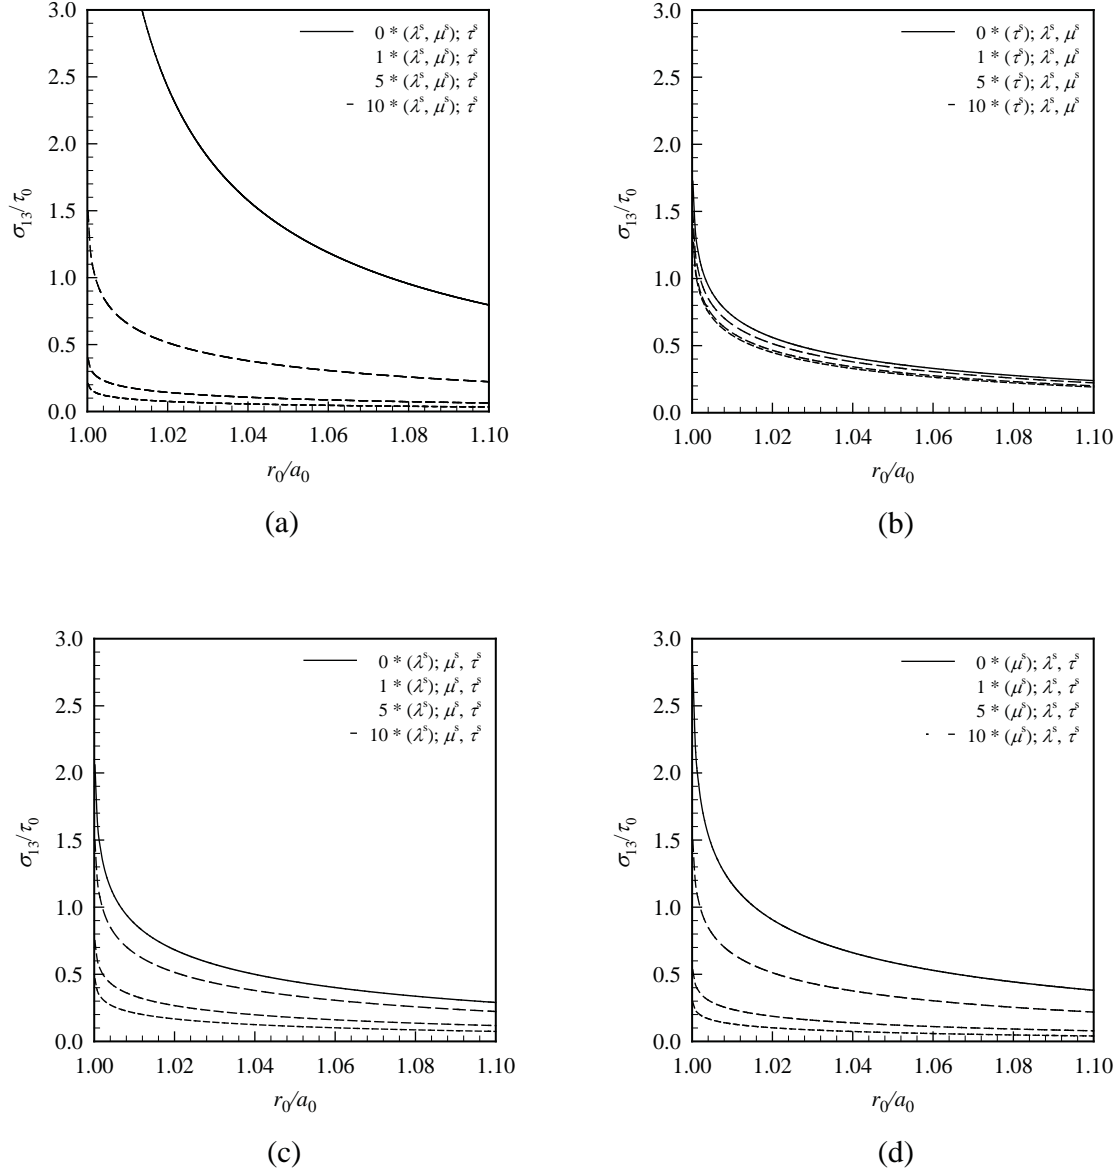 3.0
2.5
2.0
1.5
1.0
0.5
0.0
σ₁₃/τ₀
0 * (λˢ, μˢ); τˢ
1 * (λˢ, μˢ); τˢ
5 * (λˢ, μˢ); τˢ
10 * (λˢ, μˢ); τˢ
1.00 1.02 1.04 1.06 1.08 1.10
r₀/a₀
(a)
3.0
2.5
2.0
1.5
1.0
0.5
0.0
σ₁₃/τ₀
0 * (τˢ); λˢ, μˢ
1 * (τˢ); λˢ, μˢ
5 * (τˢ); λˢ, μˢ
10 * (τˢ); λˢ, μˢ
1.00 1.02 1.04 1.06 1.08 1.10
r₀/a₀
(b)
3.0
2.5
2.0
1.5
1.0
0.5
0.0
σ₁₃/τ₀
0 * (λˢ); μˢ, τˢ
1 * (λˢ); μˢ, τˢ
5 * (λˢ); μˢ, τˢ
10 * (λˢ); μˢ, τˢ
1.00 1.02 1.04 1.06 1.08 1.10
r₀/a₀
(c)
3.0
2.5
2.0
1.5
1.0
0.5
0.0
σ₁₃/τ₀
0 * (μˢ); λˢ, τˢ
1 * (μˢ); λˢ, τˢ
5 * (μˢ); λˢ, τˢ
10 * (μˢ); λˢ, τˢ
1.00 1.02 1.04 1.06 1.08 1.10
r₀/a₀
(d)